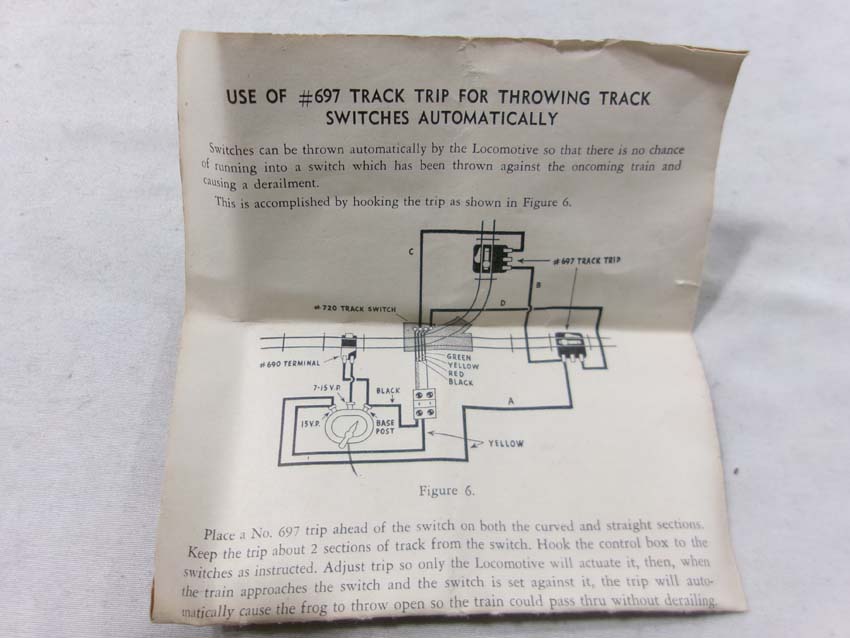 USE OF #697 TRACK TRIP FOR THROWING TRACK
SWITCHES AUTOMATICALLY
Switches can be thrown automatically by the Locomotive so that there is no chance
of running into a switch which has been thrown against the oncoming train and
causing a derailment.
This is accomplished by hooking the trip as shown in Figure 6.
C
#697 TRACK TRIP
B
D
#720 TRACK SWITCH
#690 TERMINAL
GREEN
YELLOW
RED
BLACK
7-15 V.P.
BLACK
A
15 V.P.
BASE
POST
YELLOW
Figure 6.
Place a No. 697 trip ahead of the switch on both the curved and straight sections.
Keep the trip about 2 sections of track from the switch. Hook the control box to the
switches as instructed. Adjust trip so only the Locomotive will actuate it, then, when
the train approaches the switch and the switch is set against it, the trip will auto-
matically cause the frog to throw open so the train could pass thru without derailing.